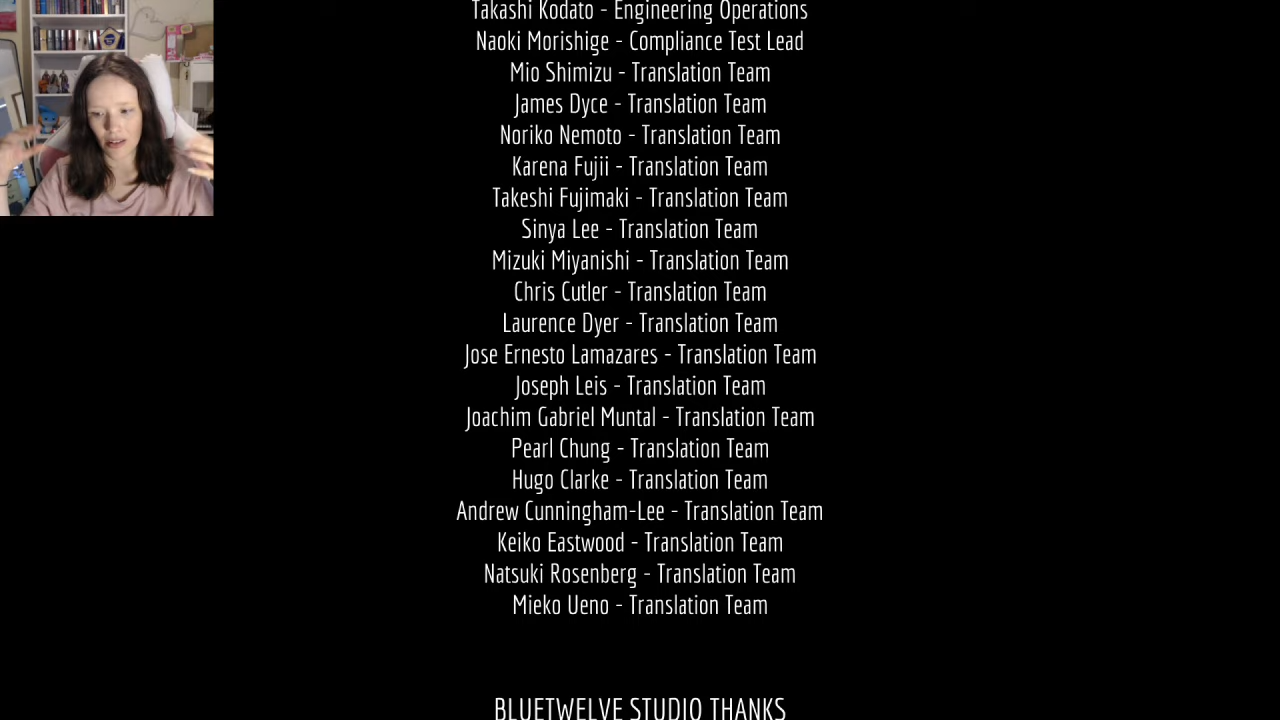 Takashi Kodato - Engineering Operations
Naoki Morishige - Compliance Test Lead
Mio Shimizu - Translation Team
James Dyce - Translation Team
Noriko Nemoto - Translation Team
Karena Fujii - Translation Team
Takeshi Fujimaki - Translation Team
Sinya Lee - Translation Team
Mizuki Miyanishi - Translation Team
Chris Cutler - Translation Team
Laurence Dyer - Translation Team
Jose Ernesto Lamazares - Translation Team
Joseph Leis - Translation Team
Joachim Gabriel Muntal - Translation Team
Pearl Chung - Translation Team
Hugo Clarke - Translation Team
Andrew Cunningham-Lee - Translation Team
Keiko Eastwood - Translation Team
Natsuki Rosenberg - Translation Team
Mieko Ueno - Translation Team
BLUETWELVE STUDIO THANKS